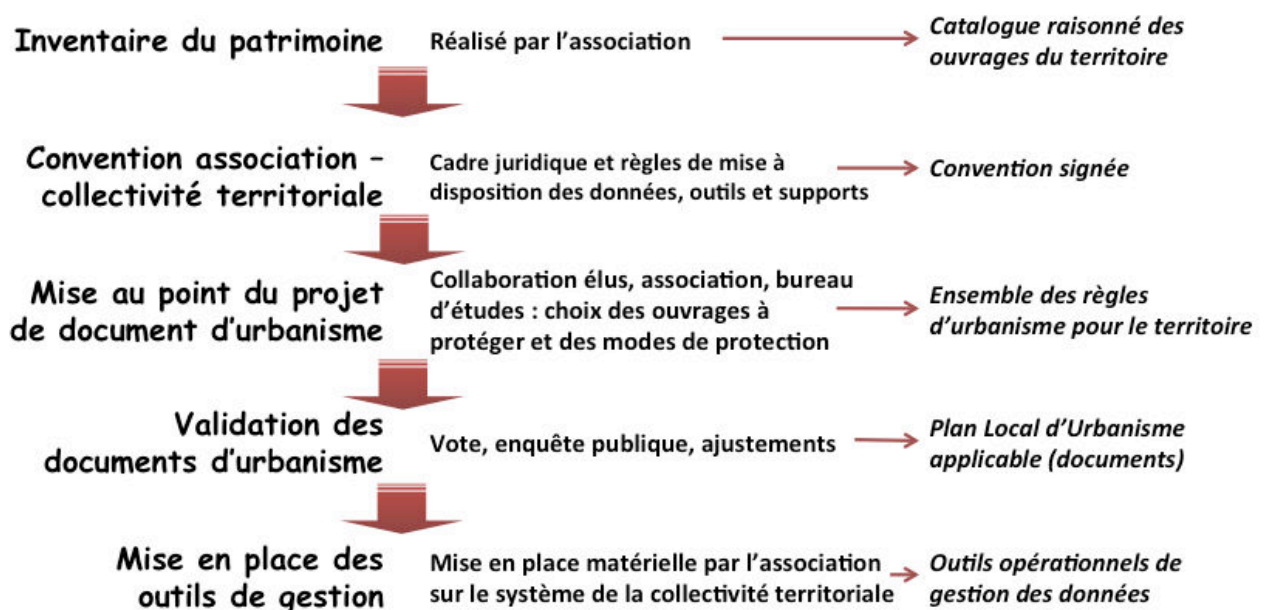 Inventaire du patrimoine
Réalisé par l'association
Catalogue raisonné des
ouvrages du territoire
Convention association –
collectivité territoriale
Cadre juridique et règles de mise à
disposition des données, outils et supports
Convention signée
Mise au point du projet
de document d'urbanisme
Collaboration élus, association, bureau
d'études : choix des ouvrages à
protéger et des modes de protection
Ensemble des règles
d'urbanisme pour le territoire
Validation des
documents d'urbanisme
Vote, enquête publique, ajustements
Plan Local d'Urbanisme
applicable (documents)
Mise en place des
outils de gestion
Mise en place matérielle par l'association
sur le système de la collectivité territoriale
Outils opérationnels de
gestion des données